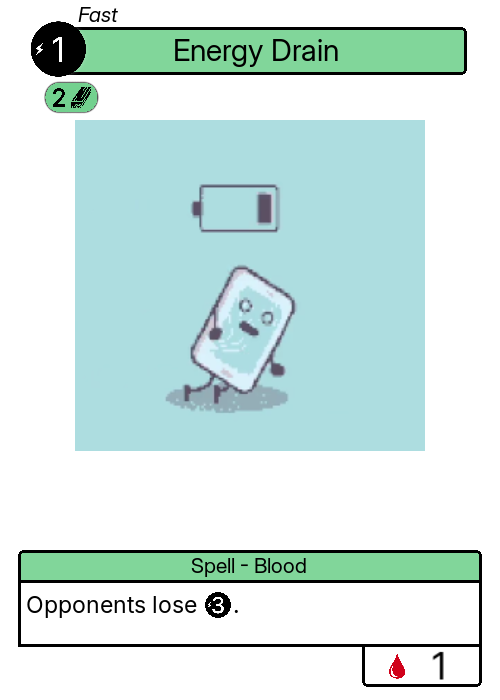 Fast
1
Energy Drain
2
Spell - Blood
Opponents lose 3.
1